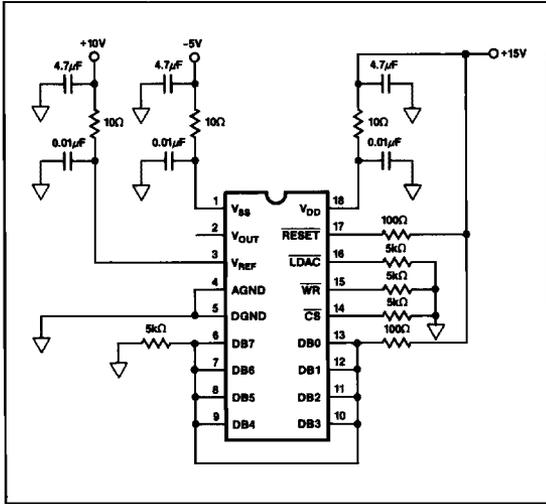 +10V
-5V
+15V
4.7μF
4.7μF
4.7μF
10Ω
10Ω
10Ω
0.01μF
0.01μF
0.01μF
1 VSS VDD 18
2 VOUT RESET 17 100Ω
3 VREF LDAC 16 5kΩ
4 AGND WR 15 5kΩ
5 DGND CS 14 5kΩ
5kΩ 6 DB7 DB0 13 100Ω
7 DB6 DB1 12
8 DB5 DB2 11
9 DB4 DB3 10